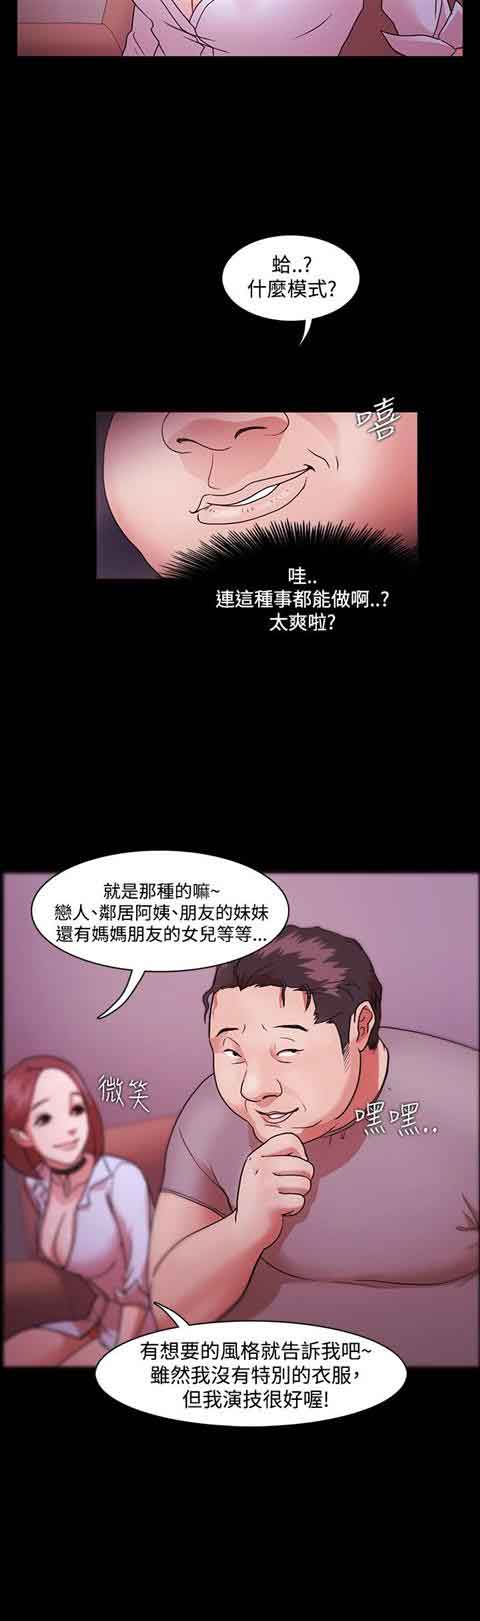 蛤..?
什麼模式?
嘻
哇..
連這種事都能做啊..?
太爽啦?
就是那種的嘛~
戀人、鄰居阿姨、朋友的妹妹
還有媽媽朋友的女兒等等...
微笑
嘿嘿..
有想要的風格就告訴我吧~
雖然我沒有特別的衣服,
但我演技很好喔!